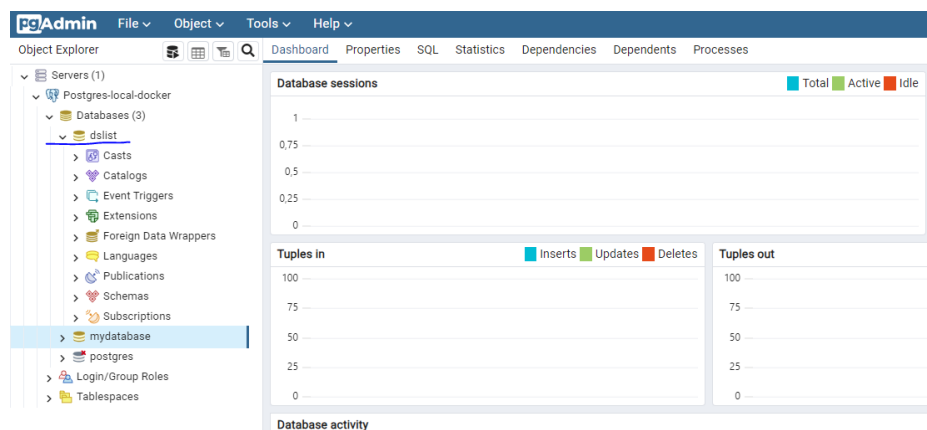 pgAdmin File Object Tools Help
Object Explorer
Dashboard Properties SQL Statistics Dependencies Dependents Processes
Servers (1)
Postgres-local-docker
Databases (3)
dslist
Casts
Catalogs
Event Triggers
Extensions
Foreign Data Wrappers
Languages
Publications
Schemas
Subscriptions
mydatabase
postgres
Login/Group Roles
Tablespaces
Database sessions
Total Active Idle
1
0,75
0,5
0,25
0
Tuples in
Inserts Updates Deletes
100
75
50
25
0
Tuples out
100
75
50
25
0
Database activity